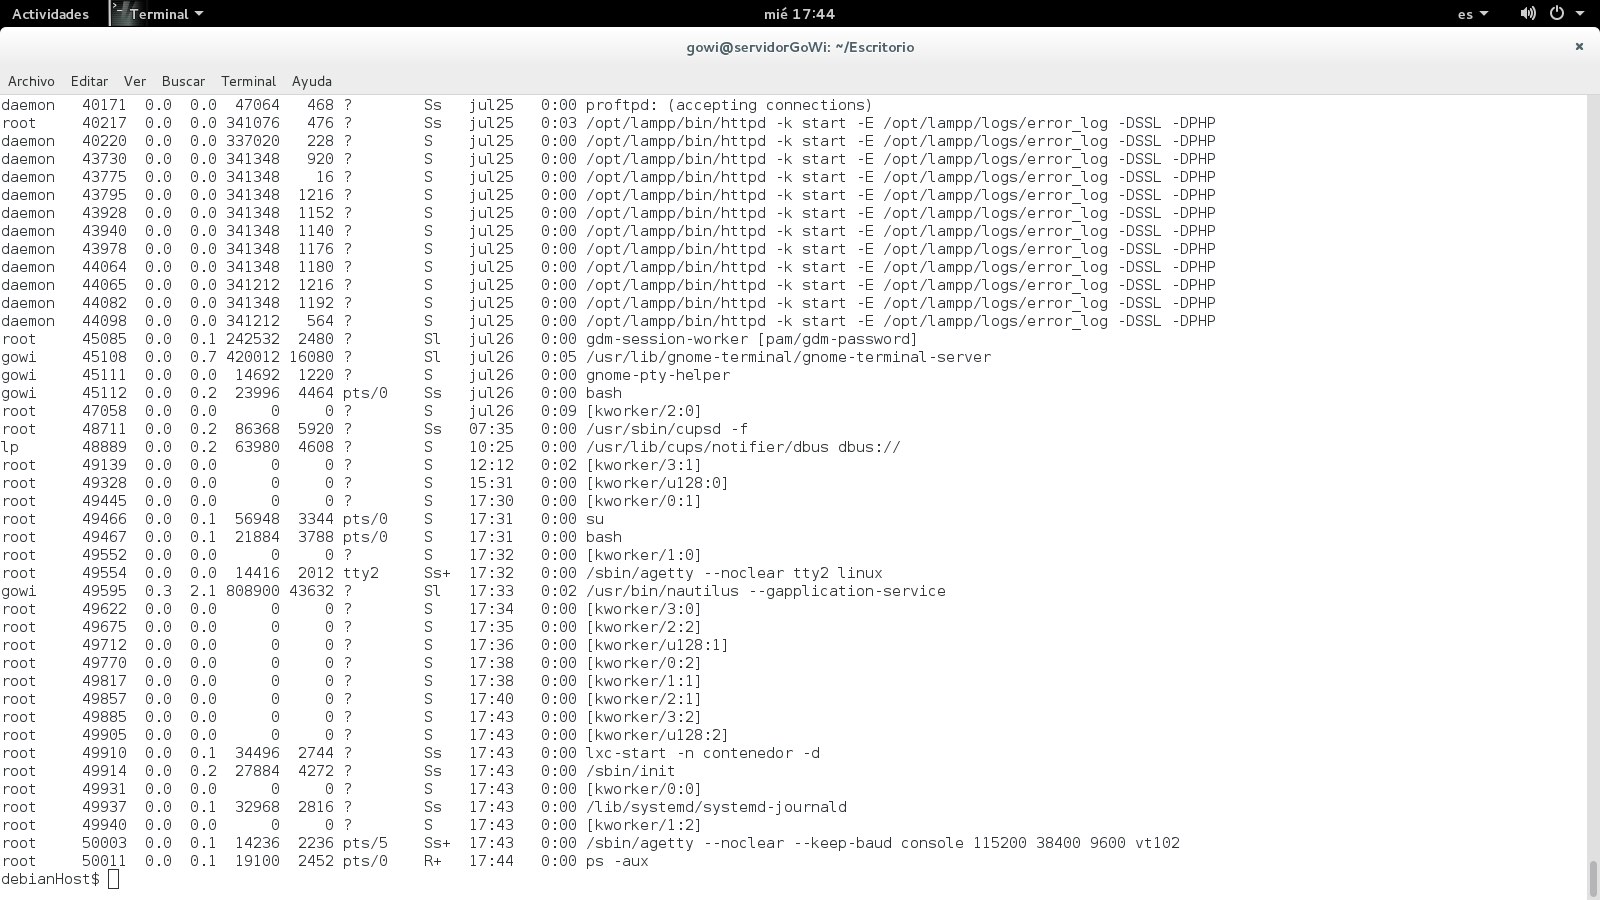 Actividades Terminal mié 17:44 es
gowi@servidorGoWi: ~/Escritorio ×
Archivo Editar Ver Buscar Terminal Ayuda
daemon 40171 0.0 0.0 47064 468 ? Ss jul25 0:00 proftpd: (accepting connections)
root 40217 0.0 0.0 341076 476 ? Ss jul25 0:03 /opt/lampp/bin/httpd -k start -E /opt/lampp/logs/error_log -DSSL -DPHP
daemon 40220 0.0 0.0 337020 228 ? S jul25 0:00 /opt/lampp/bin/httpd -k start -E /opt/lampp/logs/error_log -DSSL -DPHP
daemon 43730 0.0 0.0 341348 920 ? S jul25 0:00 /opt/lampp/bin/httpd -k start -E /opt/lampp/logs/error_log -DSSL -DPHP
daemon 43775 0.0 0.0 341348 16 ? S jul25 0:00 /opt/lampp/bin/httpd -k start -E /opt/lampp/logs/error_log -DSSL -DPHP
daemon 43795 0.0 0.0 341348 1216 ? S jul25 0:00 /opt/lampp/bin/httpd -k start -E /opt/lampp/logs/error_log -DSSL -DPHP
daemon 43928 0.0 0.0 341348 1152 ? S jul25 0:00 /opt/lampp/bin/httpd -k start -E /opt/lampp/logs/error_log -DSSL -DPHP
daemon 43940 0.0 0.0 341348 1140 ? S jul25 0:00 /opt/lampp/bin/httpd -k start -E /opt/lampp/logs/error_log -DSSL -DPHP
daemon 43978 0.0 0.0 341348 1176 ? S jul25 0:00 /opt/lampp/bin/httpd -k start -E /opt/lampp/logs/error_log -DSSL -DPHP
daemon 44064 0.0 0.0 341348 1180 ? S jul25 0:00 /opt/lampp/bin/httpd -k start -E /opt/lampp/logs/error_log -DSSL -DPHP
daemon 44065 0.0 0.0 341212 1216 ? S jul25 0:00 /opt/lampp/bin/httpd -k start -E /opt/lampp/logs/error_log -DSSL -DPHP
daemon 44082 0.0 0.0 341348 1192 ? S jul25 0:00 /opt/lampp/bin/httpd -k start -E /opt/lampp/logs/error_log -DSSL -DPHP
daemon 44098 0.0 0.0 341212 564 ? S jul25 0:00 /opt/lampp/bin/httpd -k start -E /opt/lampp/logs/error_log -DSSL -DPHP
root 45085 0.0 0.1 242532 2480 ? Sl jul26 0:00 gdm-session-worker [pam/gdm-password]
gowi 45108 0.0 0.7 420012 16080 ? Sl jul26 0:05 /usr/lib/gnome-terminal/gnome-terminal-server
gowi 45111 0.0 0.0 14692 1220 ? S jul26 0:00 gnome-pty-helper
gowi 45112 0.0 0.2 23996 4464 pts/0 Ss jul26 0:00 bash
root 47058 0.0 0.0 0 0 ? S jul26 0:09 [kworker/2:0]
root 48711 0.0 0.2 86368 5920 ? Ss 07:35 0:00 /usr/sbin/cupsd -f
lp 48889 0.0 0.2 63980 4608 ? S 10:25 0:00 /usr/lib/cups/notifier/dbus dbus://
root 49139 0.0 0.0 0 0 ? S 12:12 0:02 [kworker/3:1]
root 49328 0.0 0.0 0 0 ? S 15:31 0:00 [kworker/u128:0]
root 49445 0.0 0.0 0 0 ? S 17:30 0:00 [kworker/0:1]
root 49466 0.0 0.1 56948 3344 pts/0 S 17:31 0:00 su
root 49467 0.0 0.1 21884 3788 pts/0 S 17:31 0:00 bash
root 49552 0.0 0.0 0 0 ? S 17:32 0:00 [kworker/1:0]
root 49554 0.0 0.0 14416 2012 tty2 Ss+ 17:32 0:00 /sbin/agetty --noclear tty2 linux
gowi 49595 0.3 2.1 808900 43632 ? Sl 17:33 0:02 /usr/bin/nautilus --gapplication-service
root 49622 0.0 0.0 0 0 ? S 17:34 0:00 [kworker/3:0]
root 49675 0.0 0.0 0 0 ? S 17:35 0:00 [kworker/2:2]
root 49712 0.0 0.0 0 0 ? S 17:36 0:00 [kworker/u128:1]
root 49770 0.0 0.0 0 0 ? S 17:38 0:00 [kworker/0:2]
root 49817 0.0 0.0 0 0 ? S 17:38 0:00 [kworker/1:1]
root 49857 0.0 0.0 0 0 ? S 17:40 0:00 [kworker/2:1]
root 49885 0.0 0.0 0 0 ? S 17:43 0:00 [kworker/3:2]
root 49905 0.0 0.0 0 0 ? S 17:43 0:00 [kworker/u128:2]
root 49910 0.0 0.1 34496 2744 ? Ss 17:43 0:00 lxc-start -n contenedor -d
root 49914 0.0 0.2 27884 4272 ? Ss 17:43 0:00 /sbin/init
root 49931 0.0 0.0 0 0 ? S 17:43 0:00 [kworker/0:0]
root 49937 0.0 0.1 32968 2816 ? Ss 17:43 0:00 /lib/systemd/systemd-journald
root 49940 0.0 0.0 0 0 ? S 17:43 0:00 [kworker/1:2]
root 50003 0.0 0.1 14236 2236 pts/5 Ss+ 17:43 0:00 /sbin/agetty --noclear --keep-baud console 115200 38400 9600 vt102
root 50011 0.0 0.1 19100 2452 pts/0 R+ 17:44 0:00 ps -aux
debianHost$